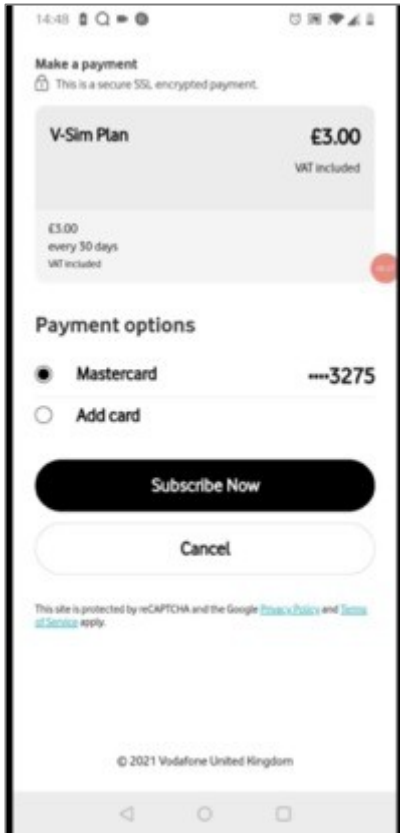 14:48
Make a payment
This is a secure SSL encrypted payment.
V-Sim Plan £3.00
VAT included
£3.00
every 30 days
VAT included
Payment options
Mastercard ····3275
Add card
Subscribe Now
Cancel
This site is protected by reCAPTCHA and the Google Privacy Policy and Terms
of Service apply.
© 2021 Vodafone United Kingdom